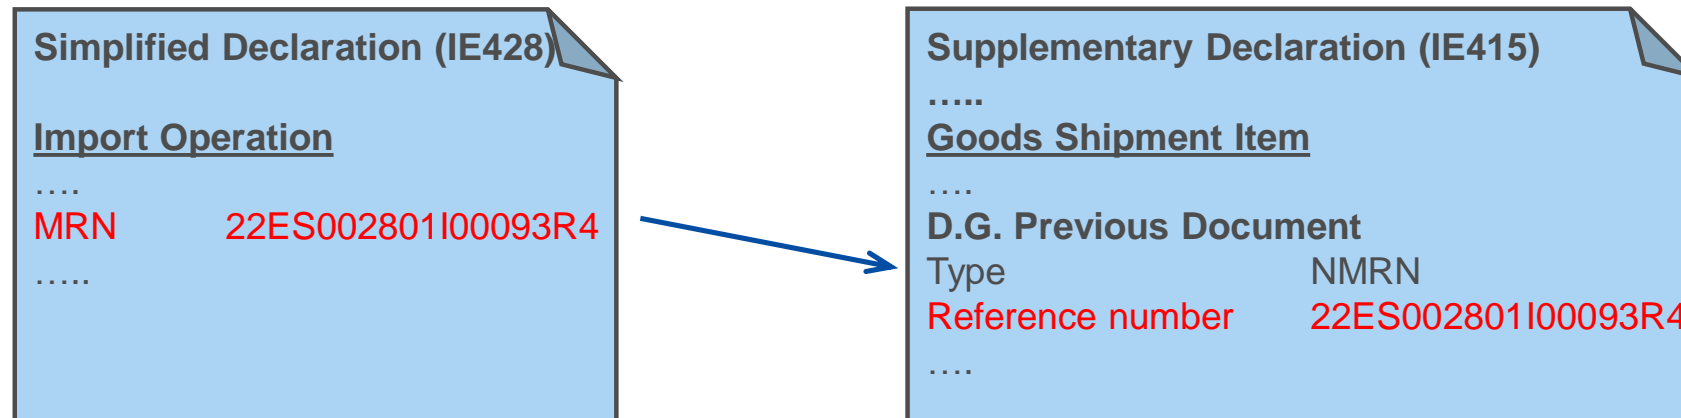 Simplified Declaration (IE428)
Import Operation
….
MRN 22ES002801I00093R4
…..
Supplementary Declaration (IE415)
…..
Goods Shipment Item
….
D.G. Previous Document
Type NMRN
Reference number 22ES002801I00093R4
….